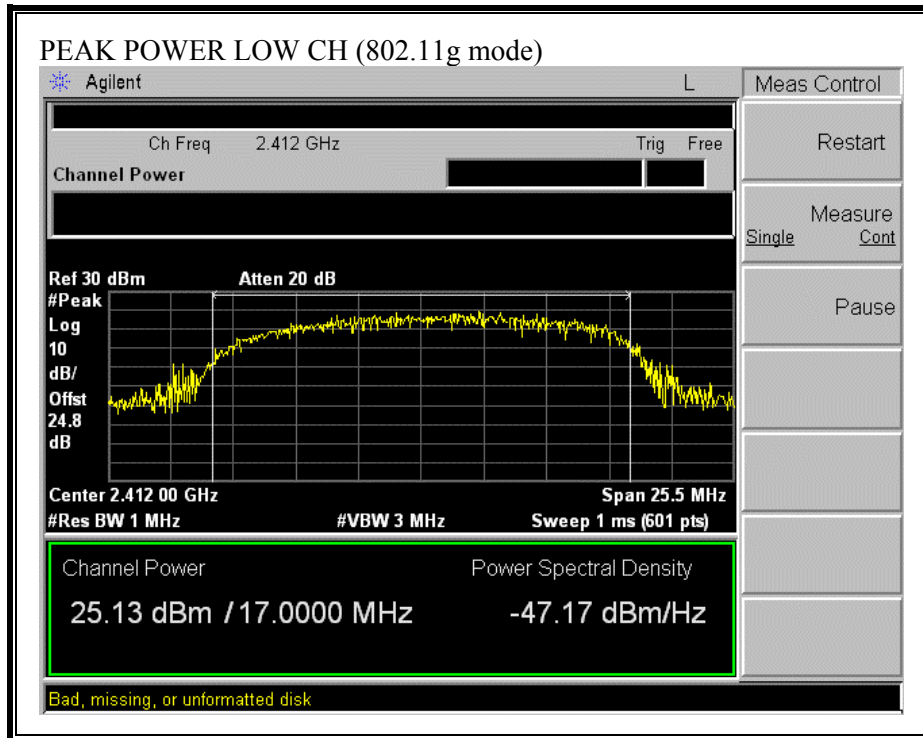 PEAK POWER LOW CH (802.11g mode)
Agilent L Meas Control
Ch Freq 2.412 GHz Trig Free
Channel Power
Restart
Measure
Single Cont
Pause
Ref 30 dBm Atten 20 dB
#Peak
Log
10
dB/
Offst
24.8
dB
Center 2.412 00 GHz Span 25.5 MHz
#Res BW 1 MHz #VBW 3 MHz Sweep 1 ms (601 pts)
Channel Power Power Spectral Density
25.13 dBm / 17.0000 MHz -47.17 dBm/Hz
Bad, missing, or unformatted disk